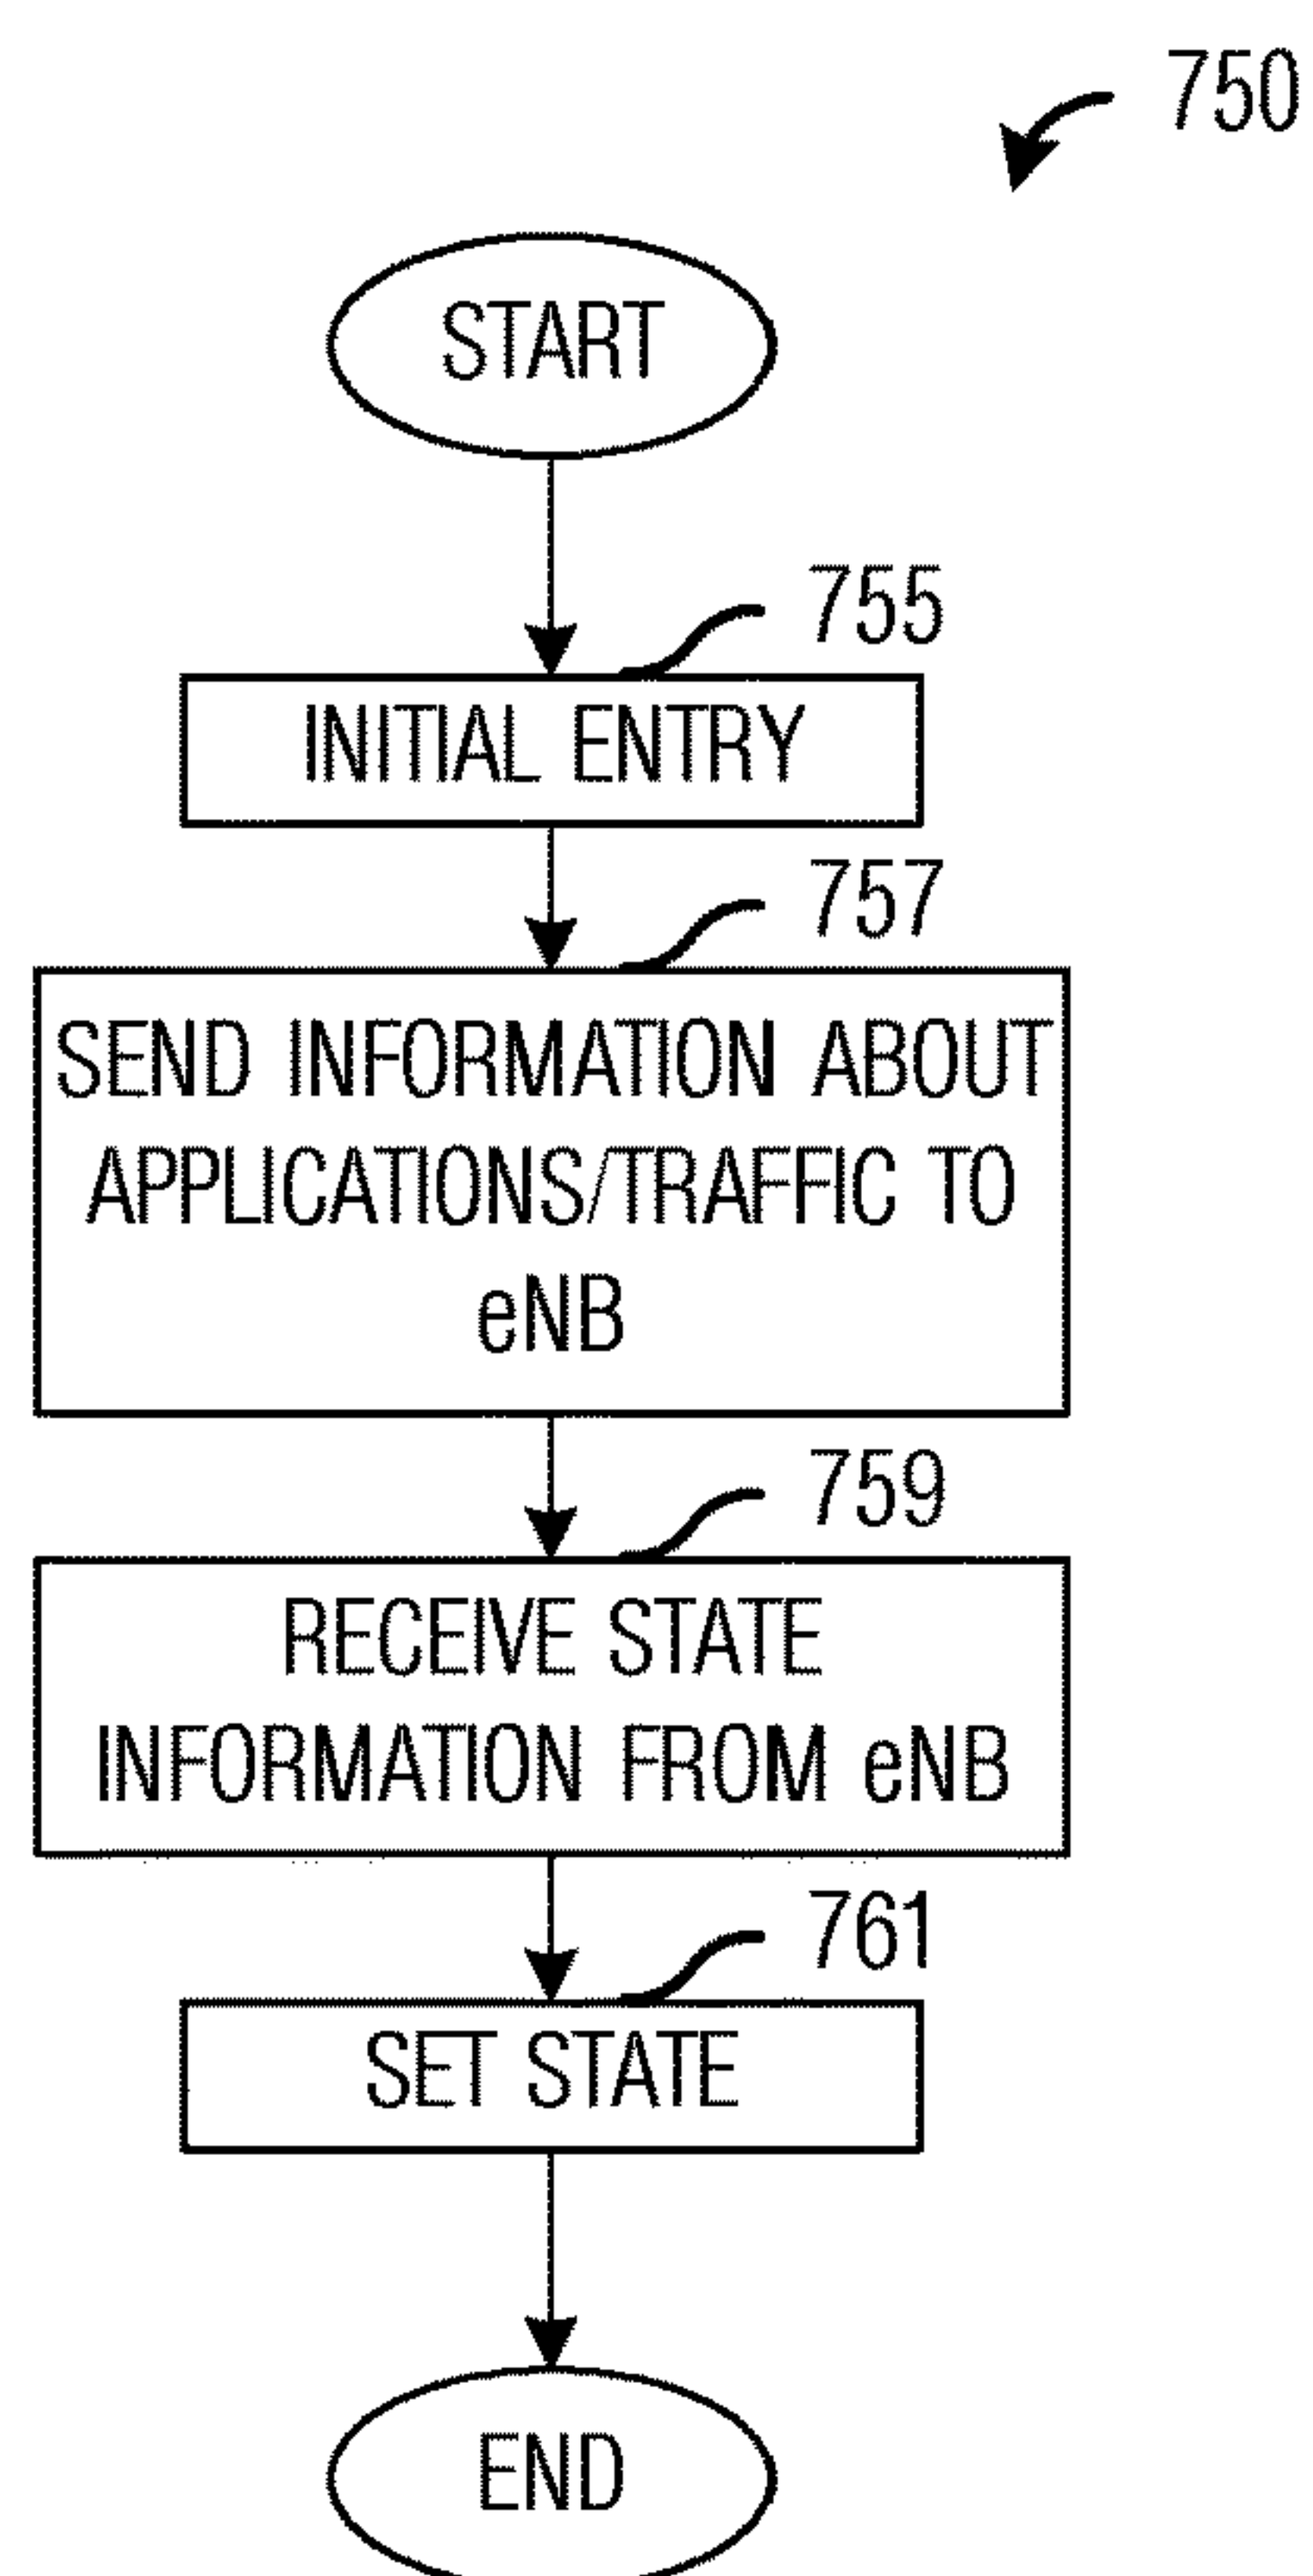 750
START
755
INITIAL ENTRY
757
SEND INFORMATION ABOUT
APPLICATIONS/TRAFFIC TO
eNB
759
RECEIVE STATE
INFORMATION FROM eNB
761
SET STATE
END